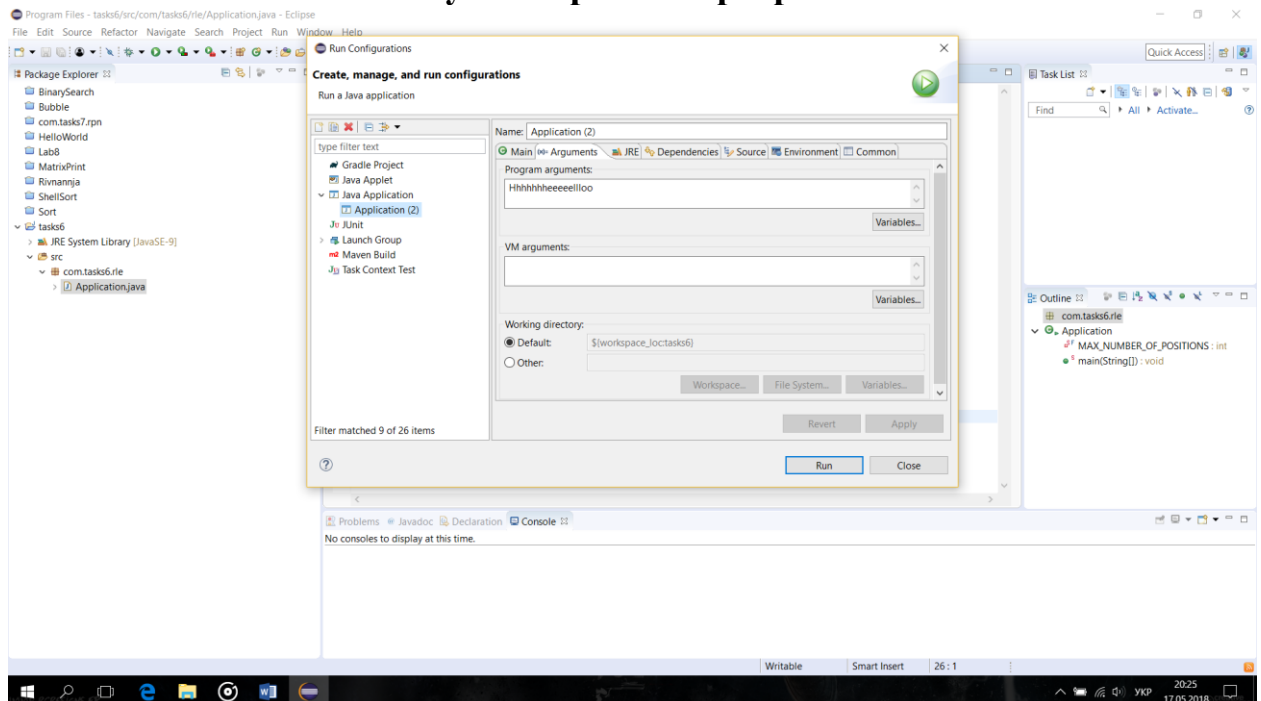 Program Files - tasks6/src/com/tasks6/rle/Application.java - Eclipse
File Edit Source Refactor Navigate Search Project Run Window Help
Quick Access
Package Explorer
BinarySearch
Bubble
com.tasks7.rpn
HelloWorld
Lab8
MatrixPrint
Rivnannja
ShellSort
Sort
tasks6
JRE System Library [JavaSE-9]
src
com.tasks6.rle
Application.java
Run Configurations
Create, manage, and run configurations
Run a Java application
type filter text
Gradle Project
Java Applet
Java Application
Application (2)
JUnit
Launch Group
Maven Build
Task Context Test
Filter matched 9 of 26 items
Name: Application (2)
Main Arguments JRE Dependencies Source Environment Common
Program arguments:
Hhhhhhheeeeellloo
Variables...
VM arguments:
Variables...
Working directory:
Default: ${workspace_loc:tasks6}
Other:
Workspace... File System... Variables...
Revert Apply
Run Close
Task List
Find All Activate...
Outline
com.tasks6.rle
Application
MAX_NUMBER_OF_POSITIONS : int
main(String[]) : void
Problems Javadoc Declaration Console
No consoles to display at this time.
Writable Smart Insert 26 : 1
УКР
20:25
17.05.2018